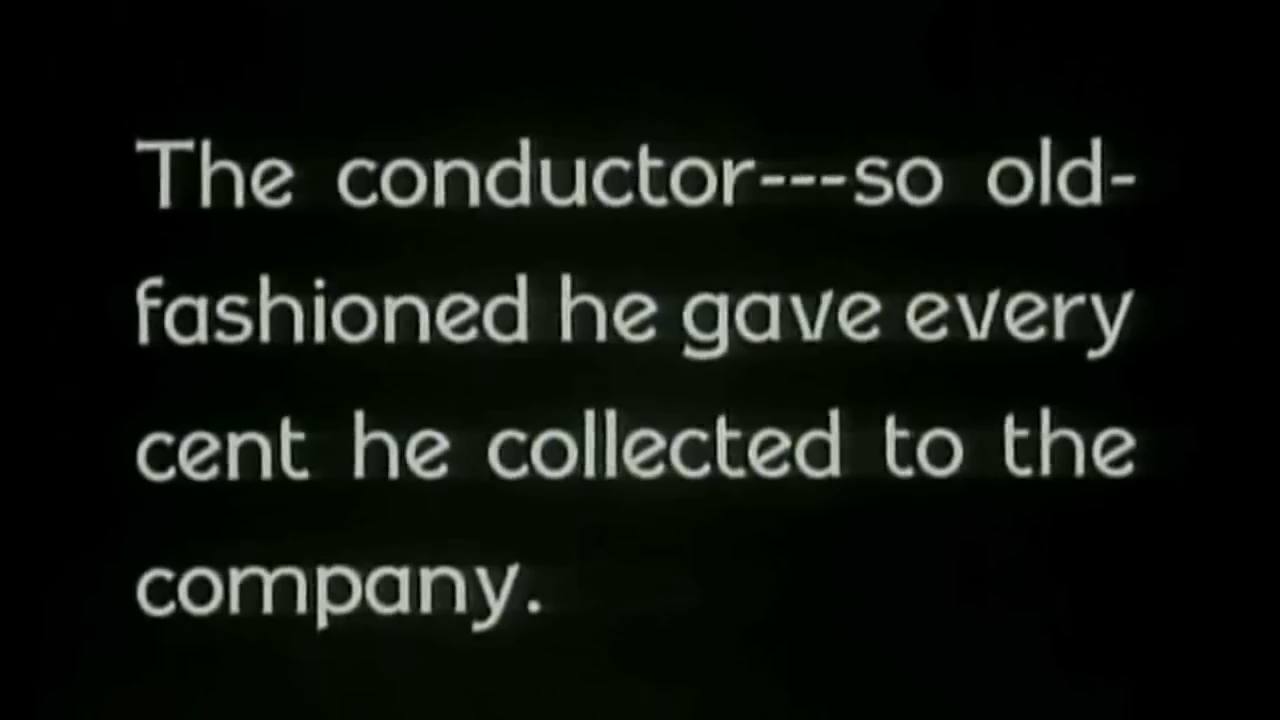 The conductor---so old-
fashioned he gave every
cent he collected to the
company.